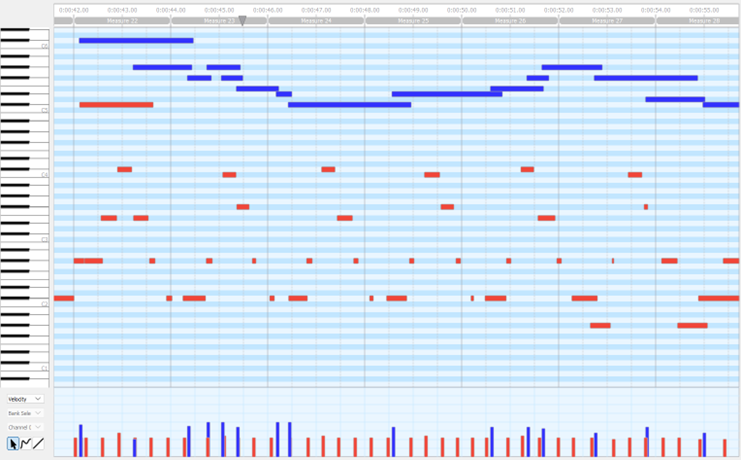 0:00:42.00 0:00:43.00 0:00:44.00 0:00:45.00 0:00:46.00 0:00:47.00 0:00:48.00 0:00:49.00 0:00:50.00 0:00:51.00 0:00:52.00 0:00:53.00 0:00:54.00 0:00:55.00
Measure 22 Measure 23 Measure 24 Measure 25 Measure 26 Measure 27 Measure 28
C6
C5
C4
C3
C2
C1
Velocity
Bank Sele
Channel